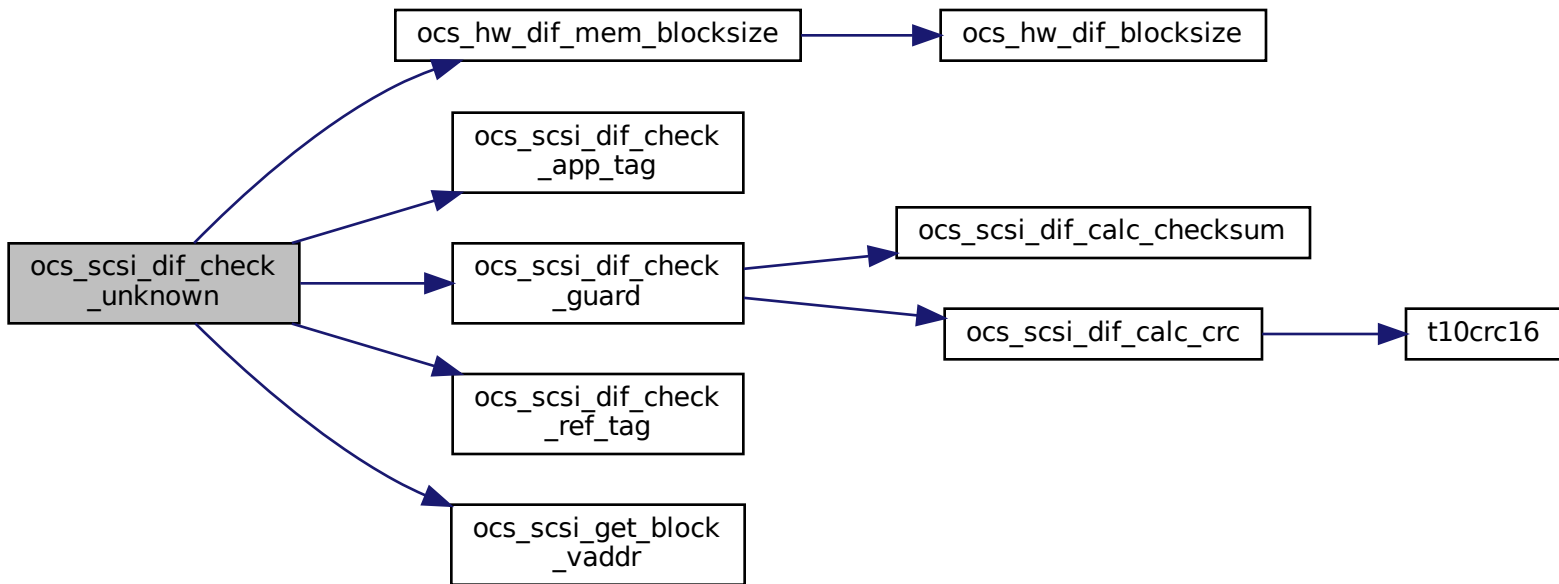 ocs_hw_dif_mem_blocksize
ocs_hw_dif_blocksize
ocs_scsi_dif_check
_app_tag
ocs_scsi_dif_check
_unknown
ocs_scsi_dif_check
_guard
ocs_scsi_dif_calc_checksum
ocs_scsi_dif_calc_crc
t10crc16
ocs_scsi_dif_check
_ref_tag
ocs_scsi_get_block
_vaddr